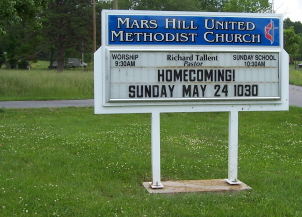 Mars Hill United
Methodist Church
WORSHIP Richard Tallent SUNDAY SCHOOL
9:30AM Pastor 10:30AM
HOMECOMING!
SUNDAY MAY 24 1030